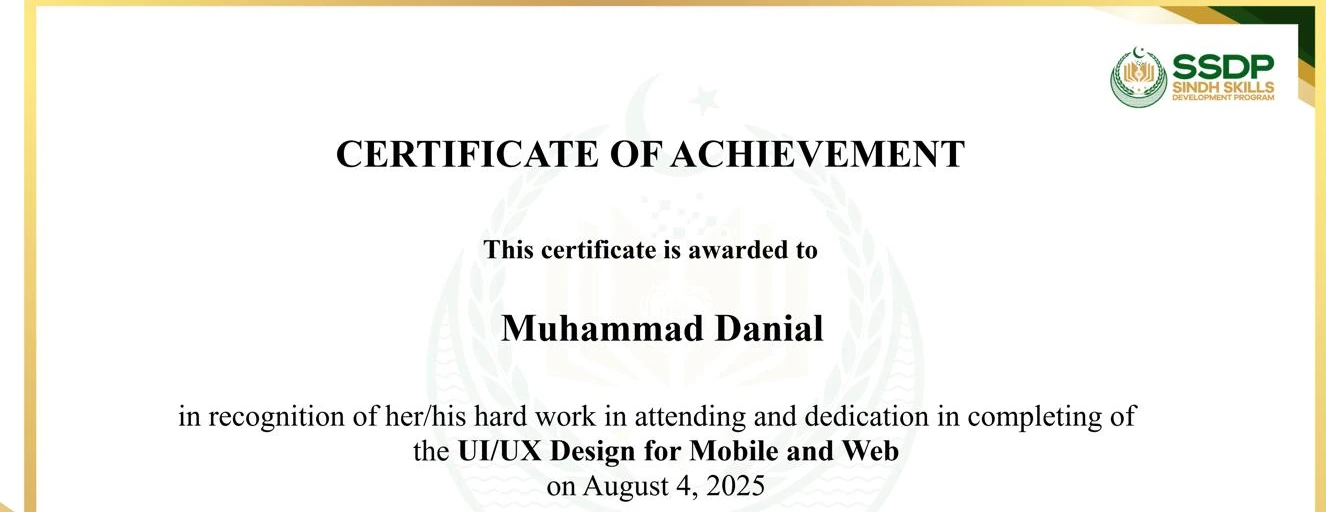 SSDP
SINDH SKILLS
DEVELOPMENT PROGRAM
CERTIFICATE OF ACHIEVEMENT
This certificate is awarded to
Muhammad Danial
in recognition of her/his hard work in attending and dedication in completing of
the UI/UX Design for Mobile and Web
on August 4, 2025